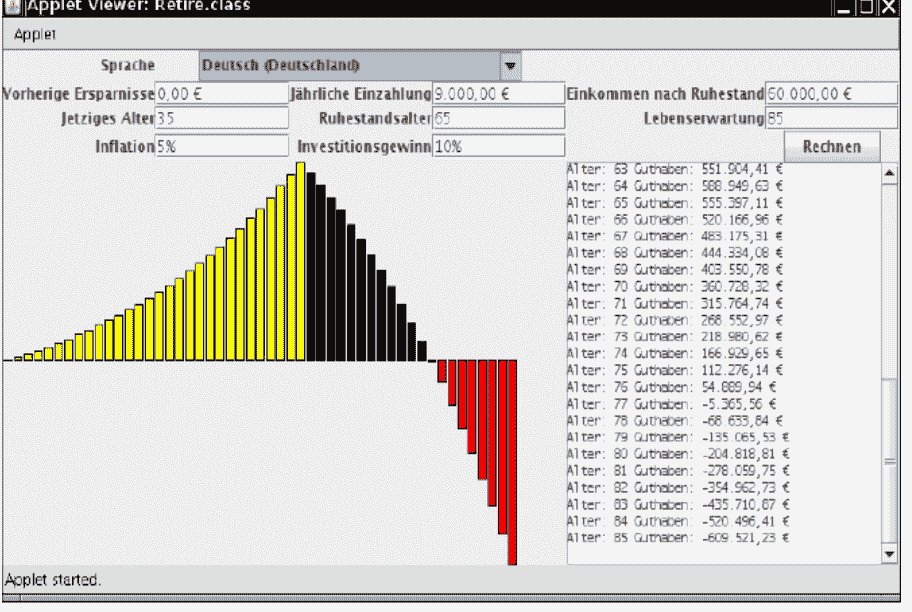 Applet Viewer: Retire.class
Applet
Sprache Deutsch (Deutschland)
Vorherige Ersparnisse 0,00 € Jährliche Einzahlung 9.000,00 € Einkommen nach Ruhestand 60.000,00 €
Jetziges Alter 35 Ruhestandsalter 65 Lebenserwartung 85
Inflation 5% Investitionsgewinn 10% Rechnen
Alter: 63 Guthaben: 551.904,41 €
Alter: 64 Guthaben: 588.949,63 €
Alter: 65 Guthaben: 555.397,11 €
Alter: 66 Guthaben: 520.166,96 €
Alter: 67 Guthaben: 483.175,31 €
Alter: 68 Guthaben: 444.334,08 €
Alter: 69 Guthaben: 403.550,78 €
Alter: 70 Guthaben: 360.728,32 €
Alter: 71 Guthaben: 315.764,74 €
Alter: 72 Guthaben: 268.552,97 €
Alter: 73 Guthaben: 218.980,62 €
Alter: 74 Guthaben: 166.929,65 €
Alter: 75 Guthaben: 112.276,14 €
Alter: 76 Guthaben: 54.889,94 €
Alter: 77 Guthaben: -5.365,56 €
Alter: 78 Guthaben: -68.633,84 €
Alter: 79 Guthaben: -135.065,53 €
Alter: 80 Guthaben: -204.818,81 €
Alter: 81 Guthaben: -278.059,75 €
Alter: 82 Guthaben: -354.962,73 €
Alter: 83 Guthaben: -435.710,87 €
Alter: 84 Guthaben: -520.496,41 €
Alter: 85 Guthaben: -609.521,23 €
Applet started.